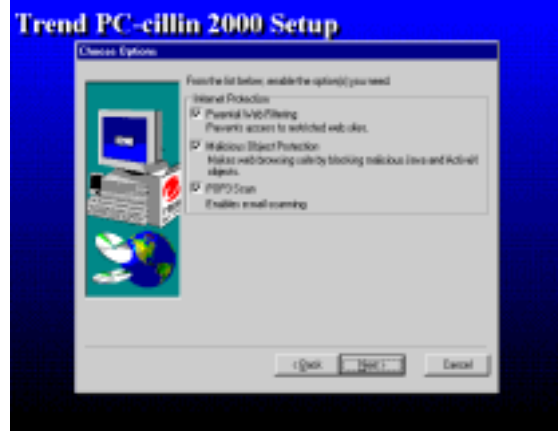 Trend PC-cillin 2000 Setup
Choose Options
From the list below, enable the option(s) you need.
Internet Protection
Parental Web Filtering
Prevents access to restricted web sites.
Malicious Object Protection
Makes web browsing safe by blocking malicious Java and ActiveX
objects.
POP3 Scan
Enables e-mail scanning
< Back
Next >
Cancel